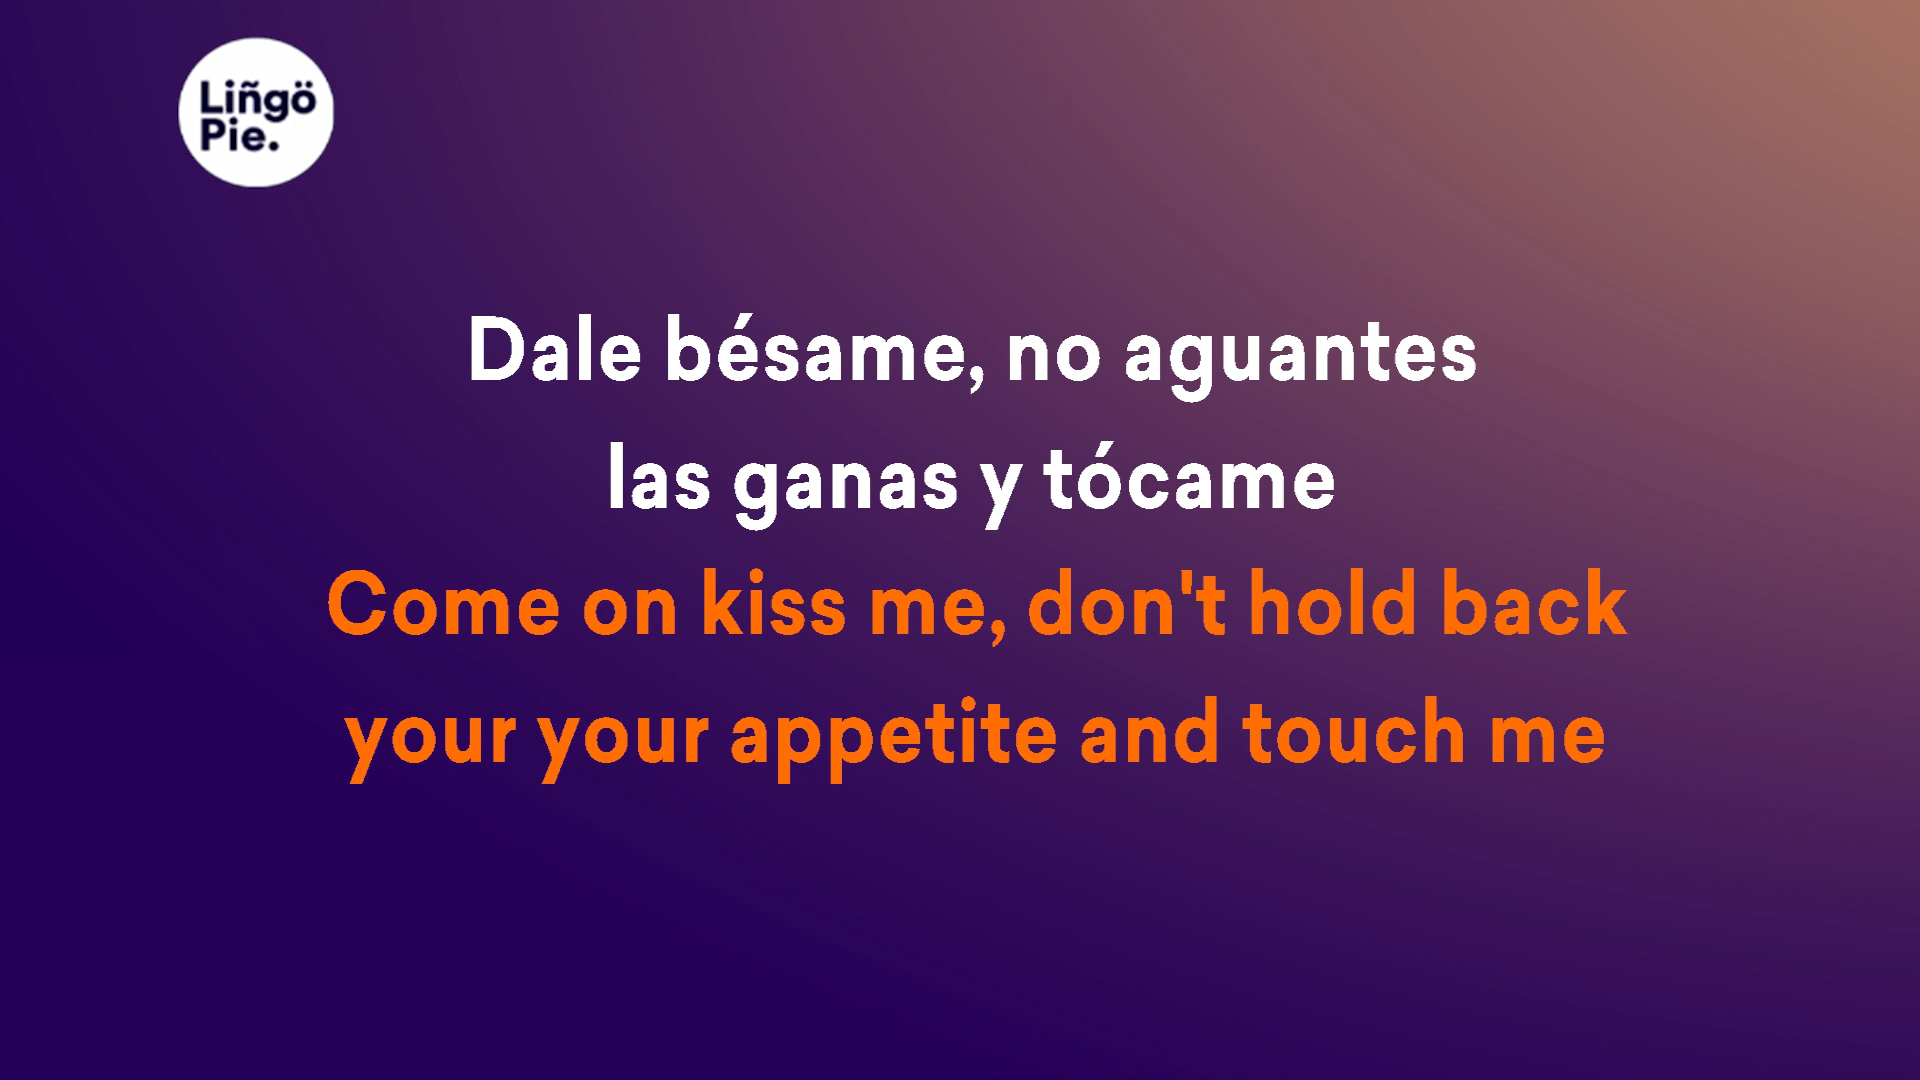 Liñgö
Pie.
Dale bésame, no aguantes
las ganas y tócame
Come on kiss me, don't hold back
your your appetite and touch me